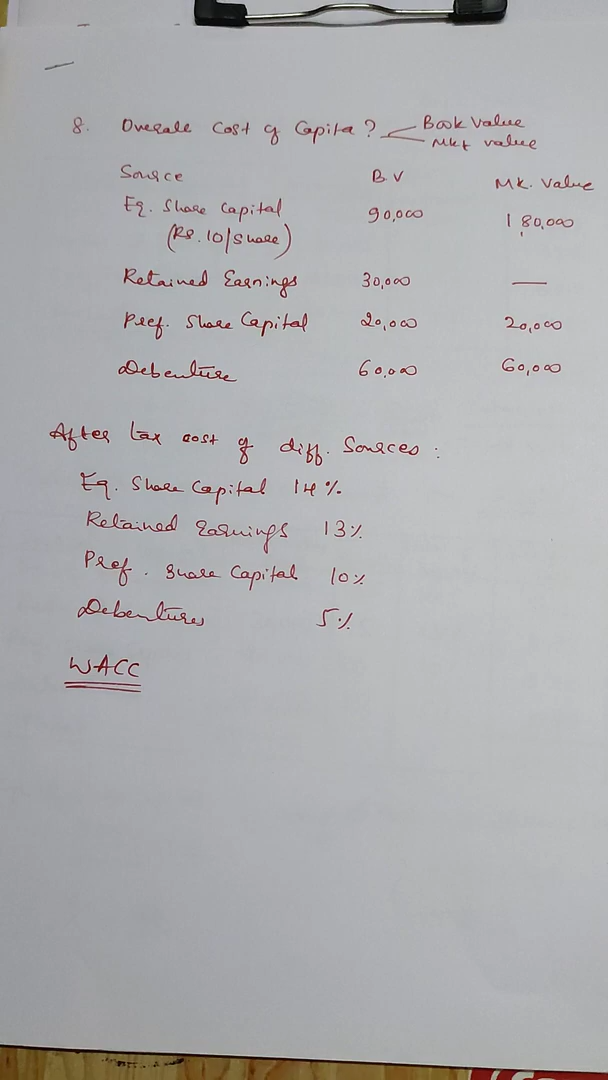 8. Overall Cost of Capital? Book Value
Mkt value
Source B.V Mk. Value
Eq. Share Capital 90,000 1,80,000
(Rs. 10/Share)
Retained Earnings 30,000 —
Pref. Share Capital 20,000 20,000
Debenture 60,000 60,000
After tax cost of diff. Sources :
Eq. Share Capital 14%
Retained Earnings 13%
Pref. Share Capital 10%
Debentures 5%
WACC